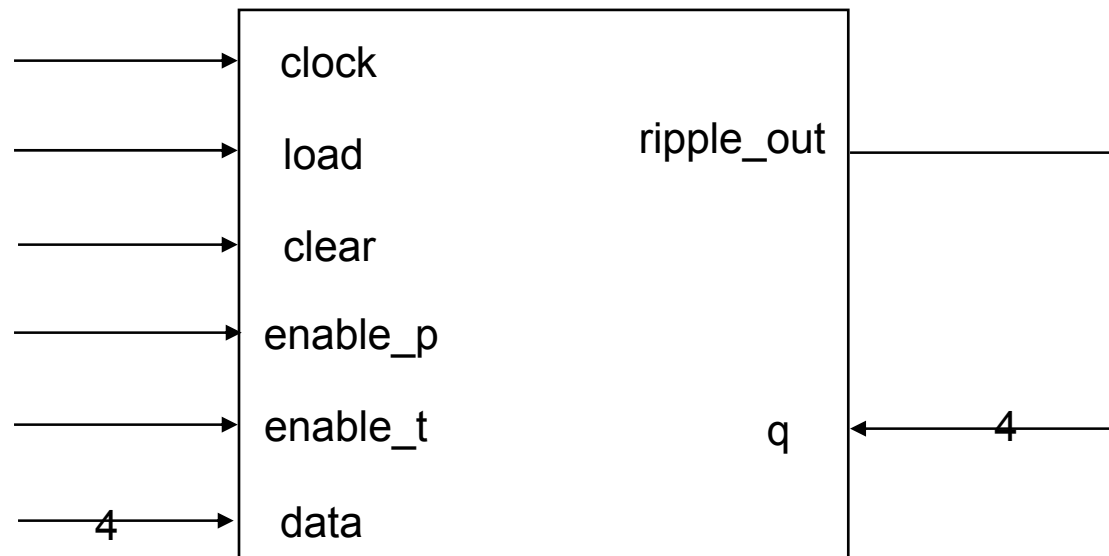 clock
load
clear
enable_p
enable_t
4
data
ripple_out
q
4